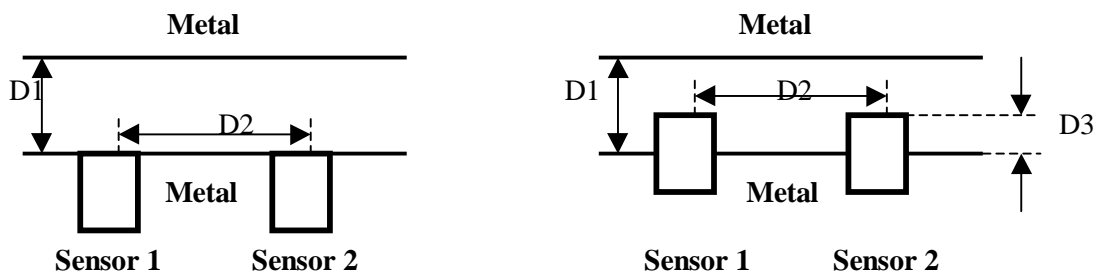 Metal
D1
D2
Metal
Sensor 1
Sensor 2
Metal
D1
D2
D3
Metal
Sensor 1
Sensor 2